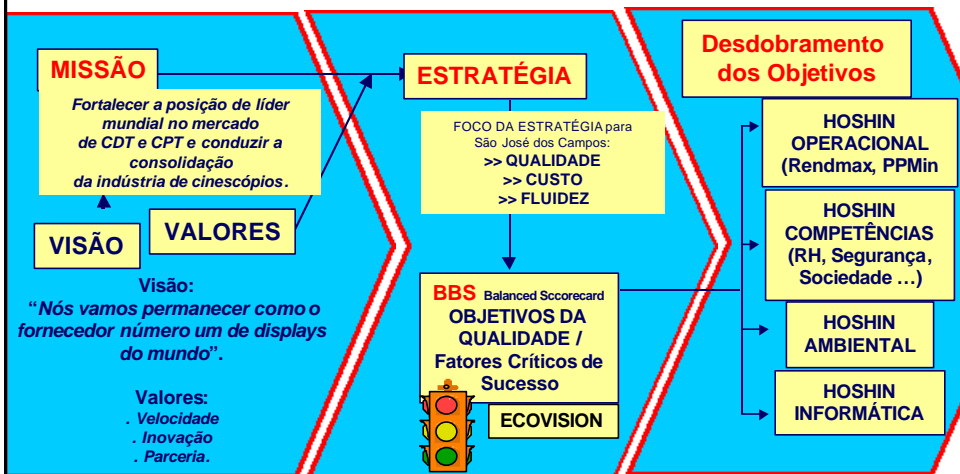 MISSÃO
Fortalecer a posição de líder
mundial no mercado
de CDT e CPT e conduzir a
consolidação
da indústria de cinescópios.
VISÃO
VALORES
Visão:
“Nós vamos permanecer como o
fornecedor número um de displays
do mundo”.
Valores:
. Velocidade
. Inovação
. Parceria.
ESTRATÉGIA
FOCO DA ESTRATÉGIA para
São José dos Campos:
>> QUALIDADE
>> CUSTO
>> FLUIDEZ
BBS Balanced Sccorecard
OBJETIVOS DA
QUALIDADE /
Fatores Críticos de
Sucesso
ECOVISION
Desdobramento
dos Objetivos
HOSHIN
OPERACIONAL
(Rendmax, PPMin
HOSHIN
COMPETÊNCIAS
(RH, Segurança,
Sociedade ...)
HOSHIN
AMBIENTAL
HOSHIN
INFORMÁTICA